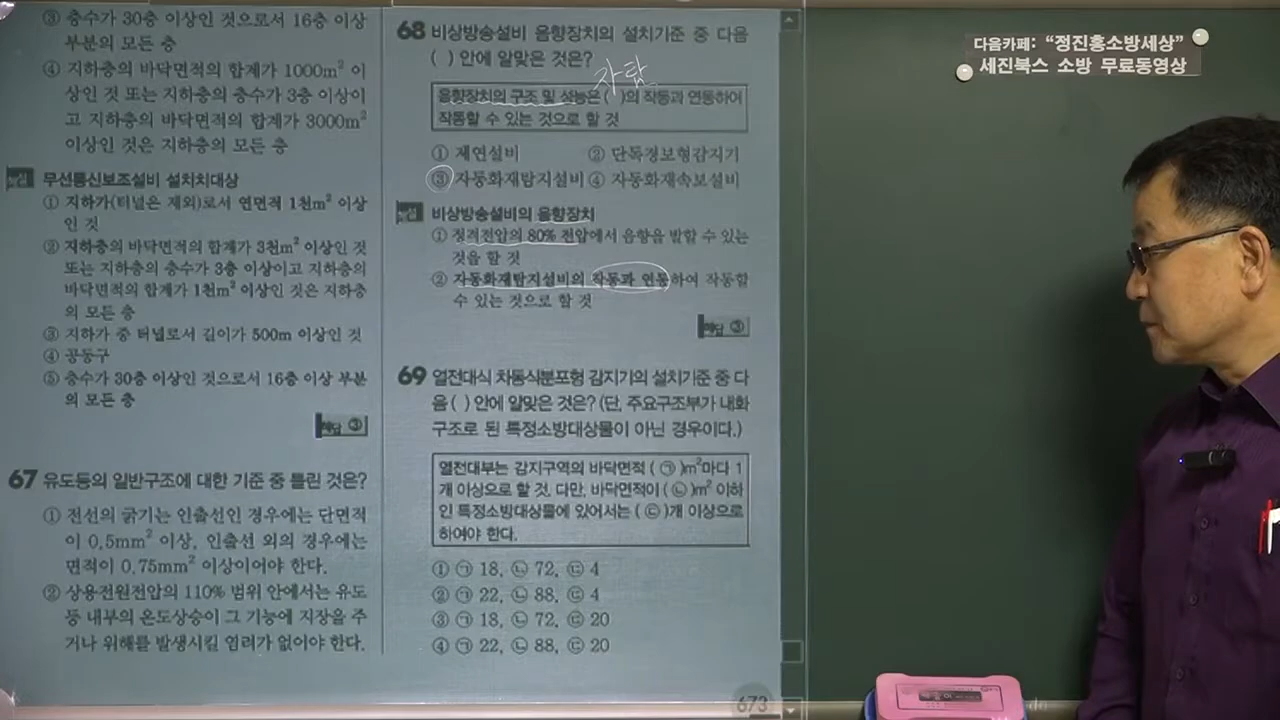 ③ 층수가 30층 이상인 것으로서 16층 이상
부분의 모든 층
④ 지하층의 바닥면적의 합계가 1000m² 이
상인 것 또는 지하층의 층수가 3층 이상이
고 지하층의 바닥면적의 합계가 3000m²
이상인 것은 지하층의 모든 층
해설 무선통신보조설비 설치치대상
① 지하가(터널은 제외)로서 연면적 1천m² 이상
인 것
② 지하층의 바닥면적의 합계가 3천m² 이상인 것
또는 지하층의 층수가 3층 이상이고 지하층의
바닥면적의 합계가 1천m² 이상인 것은 지하층
의 모든 층
③ 지하가 중 터널로서 길이가 500m 이상인 것
④ 공동구
⑤ 층수가 30층 이상인 것으로서 16층 이상 부분
의 모든 층
해답 ③
67 유도등의 일반구조에 대한 기준 중 틀린 것은?
① 전선의 굵기는 인출선인 경우에는 단면적
이 0.5mm² 이상, 인출선 외의 경우에는
면적이 0.75mm² 이상이어야 한다.
② 상용전원전압의 110% 범위 안에서는 유도
등 내부의 온도상승이 그 기능에 지장을 주
거나 위해를 발생시킬 염려가 없어야 한다.
68 비상방송설비 음향장치의 설치기준 중 다음
( ) 안에 알맞은 것은?
자탐
음향장치의 구조 및 성능은 ( )의 작동과 연동하여
작동할 수 있는 것으로 할 것
① 제연설비 ② 단독경보형감지기
③ 자동화재탐지설비 ④ 자동화재속보설비
해설 비상방송설비의 음향장치
① 정격전압의 80% 전압에서 음향을 발할 수 있는
것을 할 것
② 자동화재탐지설비의 작동과 연동하여 작동할
수 있는 것으로 할 것
해답 ③
69 열전대식 차동식분포형 감지기의 설치기준 중 다
음 ( ) 안에 알맞은 것은? (단, 주요구조부가 내화
구조로 된 특정소방대상물이 아닌 경우이다.)
열전대부는 감지구역의 바닥면적 ( ㉠ )m²마다 1
개 이상으로 할 것. 다만, 바닥면적이 ( ㉡ )m² 이하
인 특정소방대상물에 있어서는 ( ㉢ )개 이상으로
하여야 한다.
① ㉠ 18, ㉡ 72, ㉢ 4
② ㉠ 22, ㉡ 88, ㉢ 4
③ ㉠ 18, ㉡ 72, ㉢ 20
④ ㉠ 22, ㉡ 88, ㉢ 20
673
다음카페: “정진홍소방세상”
세진북스 소방 무료동영상